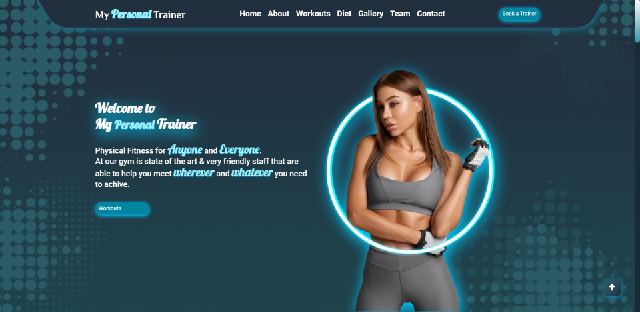 My Personal Trainer
Home About Workouts Diet Gallery Team Contact
Book a Trainer
Welcome to
My Personal Trainer
Physical Fitness for Anyone and Everyone.
At our gym is state of the art & very friendly staff that are
able to help you meet wherever and whatever you need
to achive.
Workouts